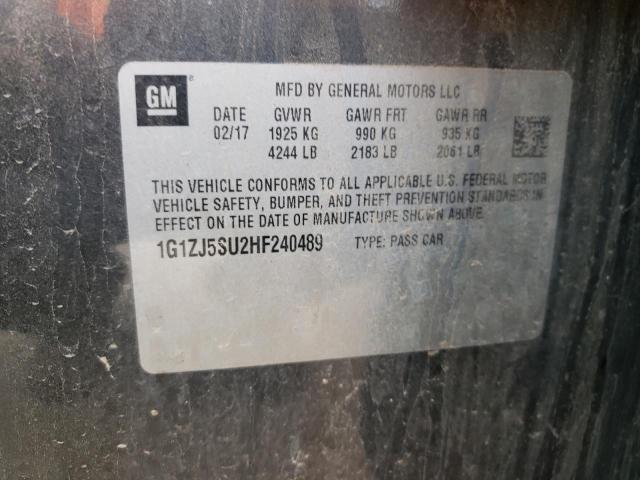 GM ®
MFD BY GENERAL MOTORS LLC
DATE GVWR GAWR FRT GAWR RR
02/17 1925 KG 990 KG 935 KG
4244 LB 2183 LB 2061 LB
THIS VEHICLE CONFORMS TO ALL APPLICABLE U.S. FEDERAL MOTOR
VEHICLE SAFETY, BUMPER, AND THEFT PREVENTION STANDARDS IN
EFFECT ON THE DATE OF MANUFACTURE SHOWN ABOVE.
1G1ZJ5SU2HF240489 TYPE: PASS CAR